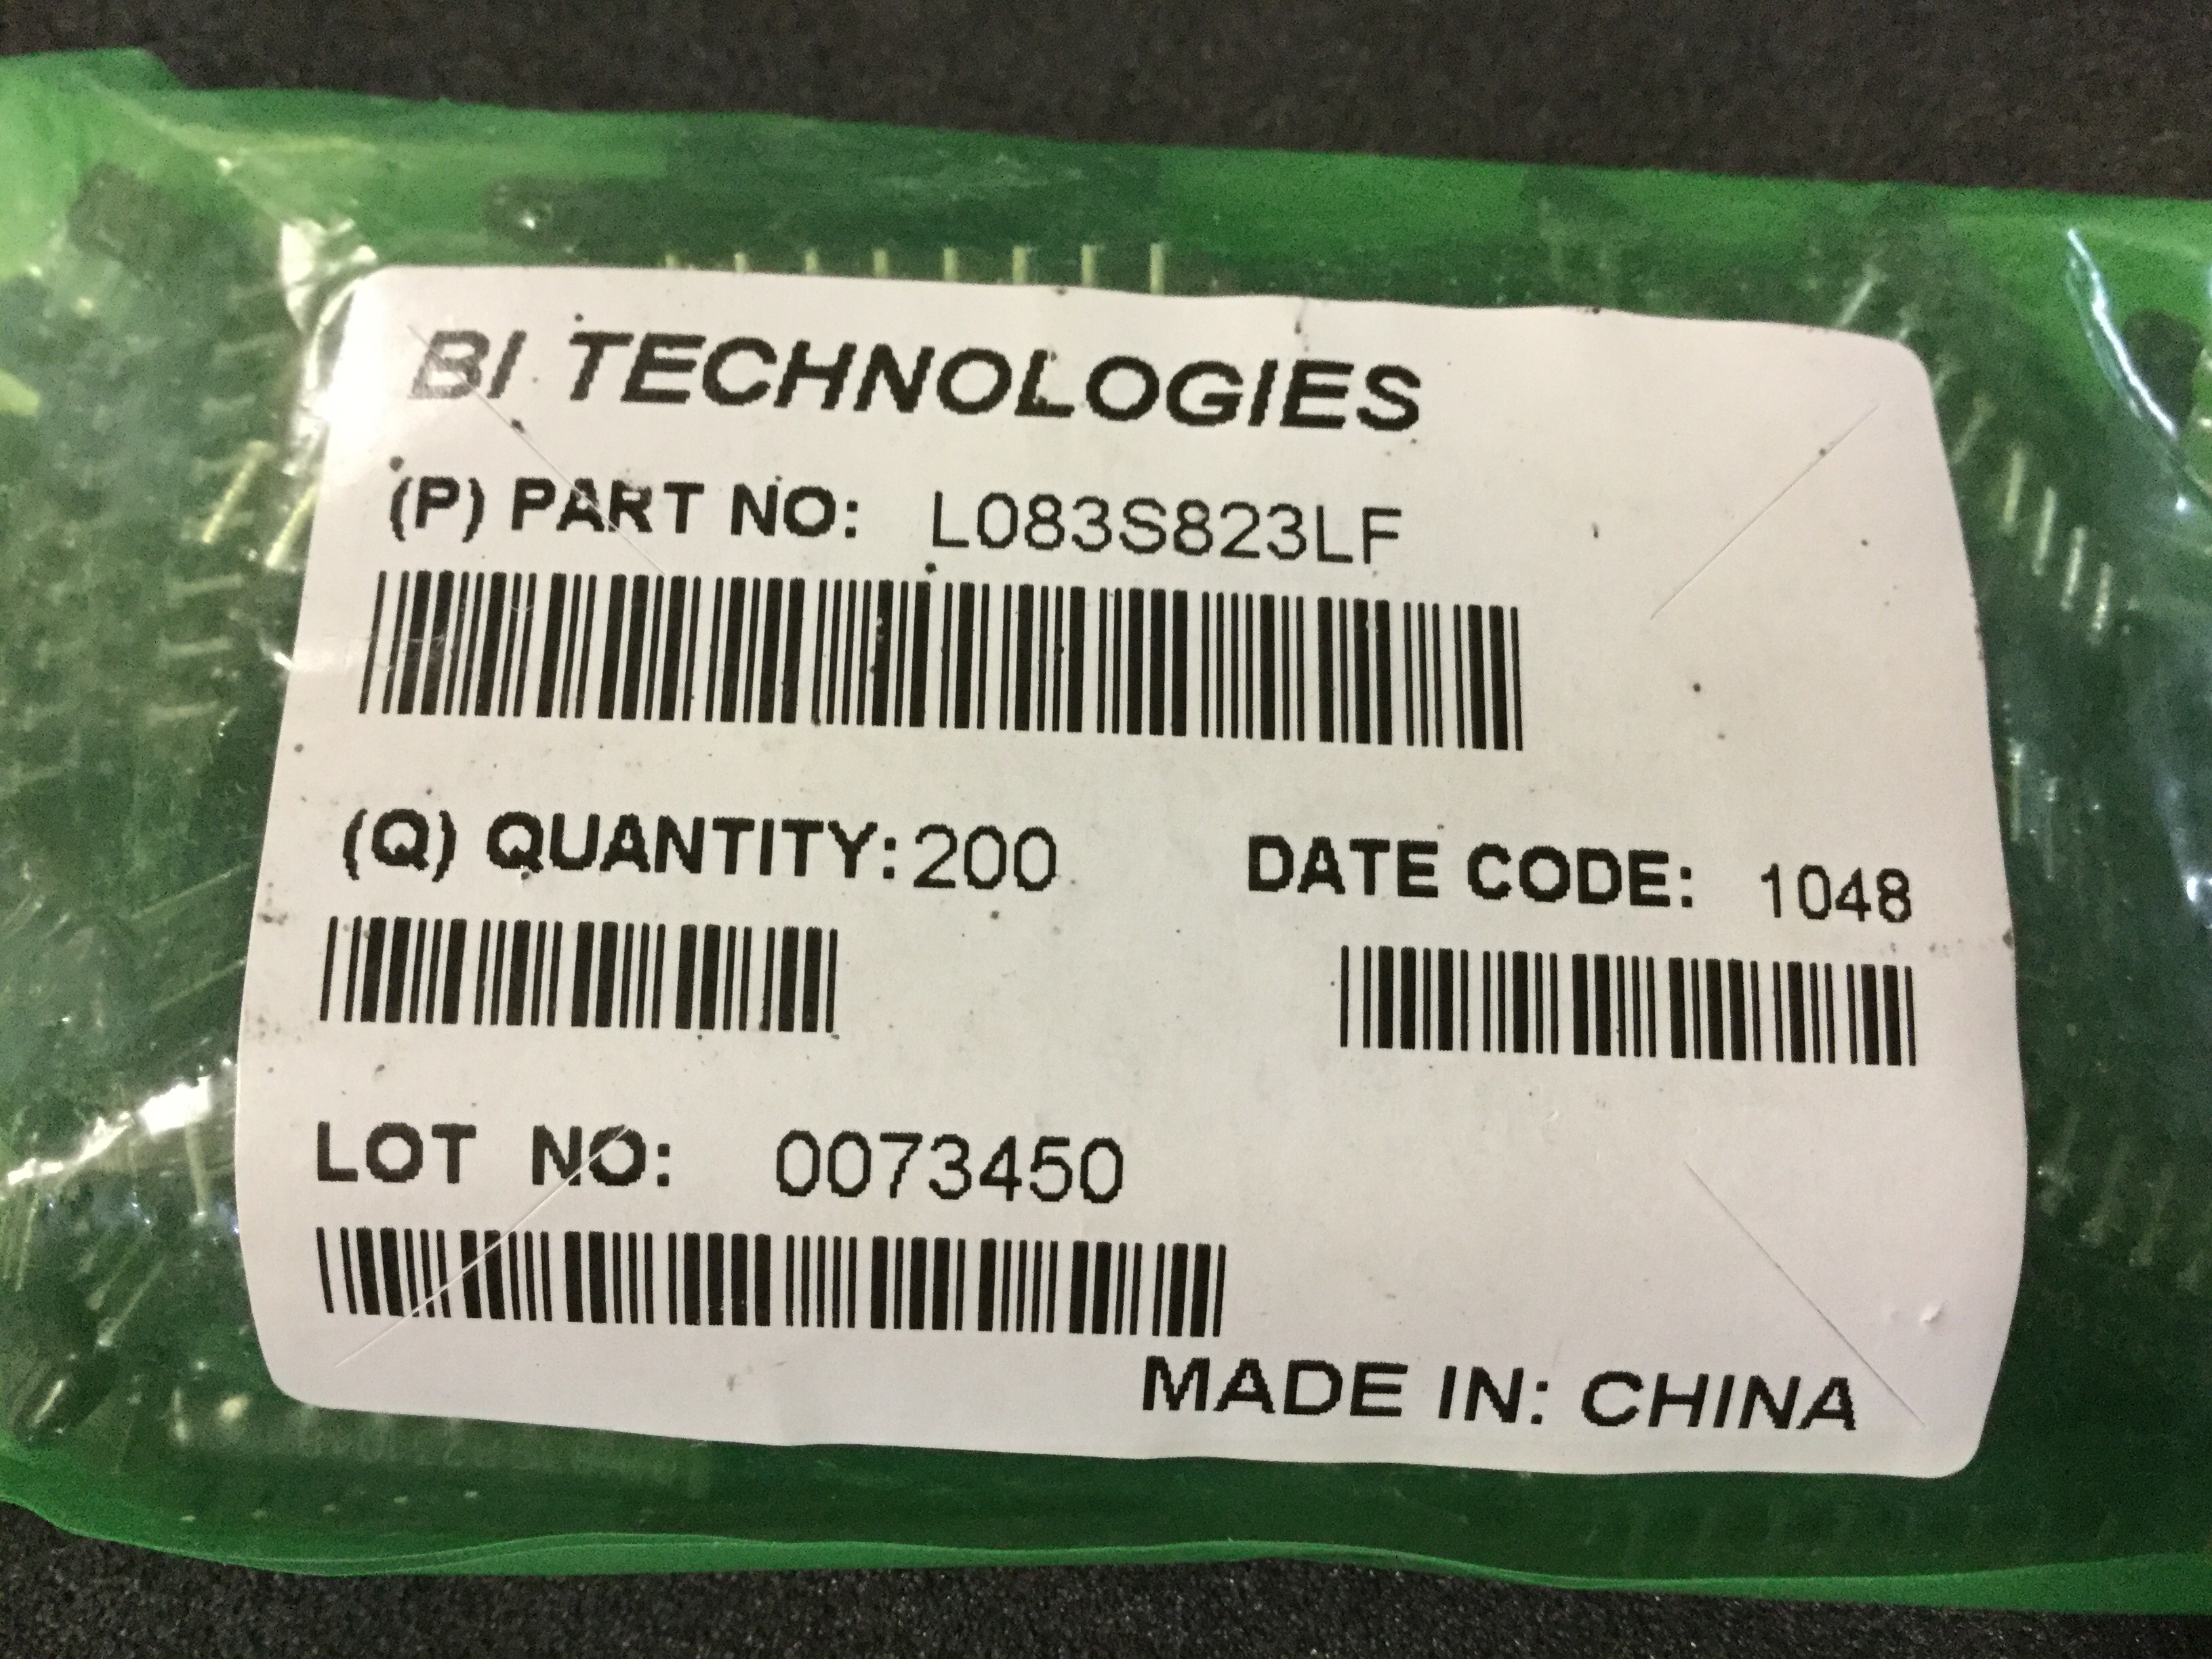 BI TECHNOLOGIES
(P) PART NO: L083S823LF
(Q) QUANTITY: 200 DATE CODE: 1048
LOT NO: 0073450
MADE IN: CHINA